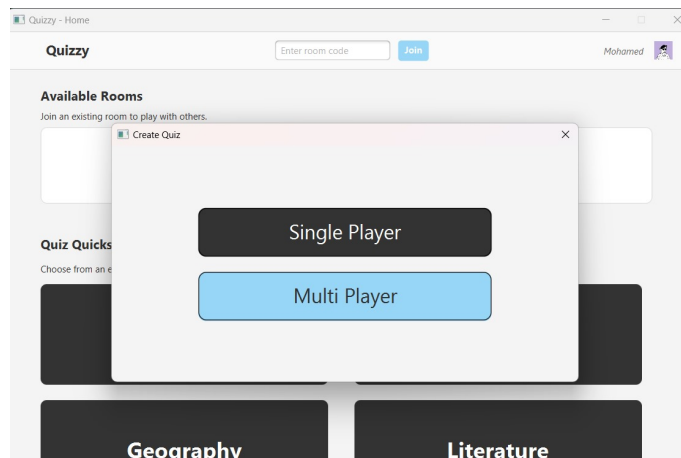 Quizzy - Home
Quizzy
Enter room code
Join
Mohamed
Available Rooms
Join an existing room to play with others.
Create Quiz
Single Player
Multi Player
Quiz
Choose from an
Geography
Literature